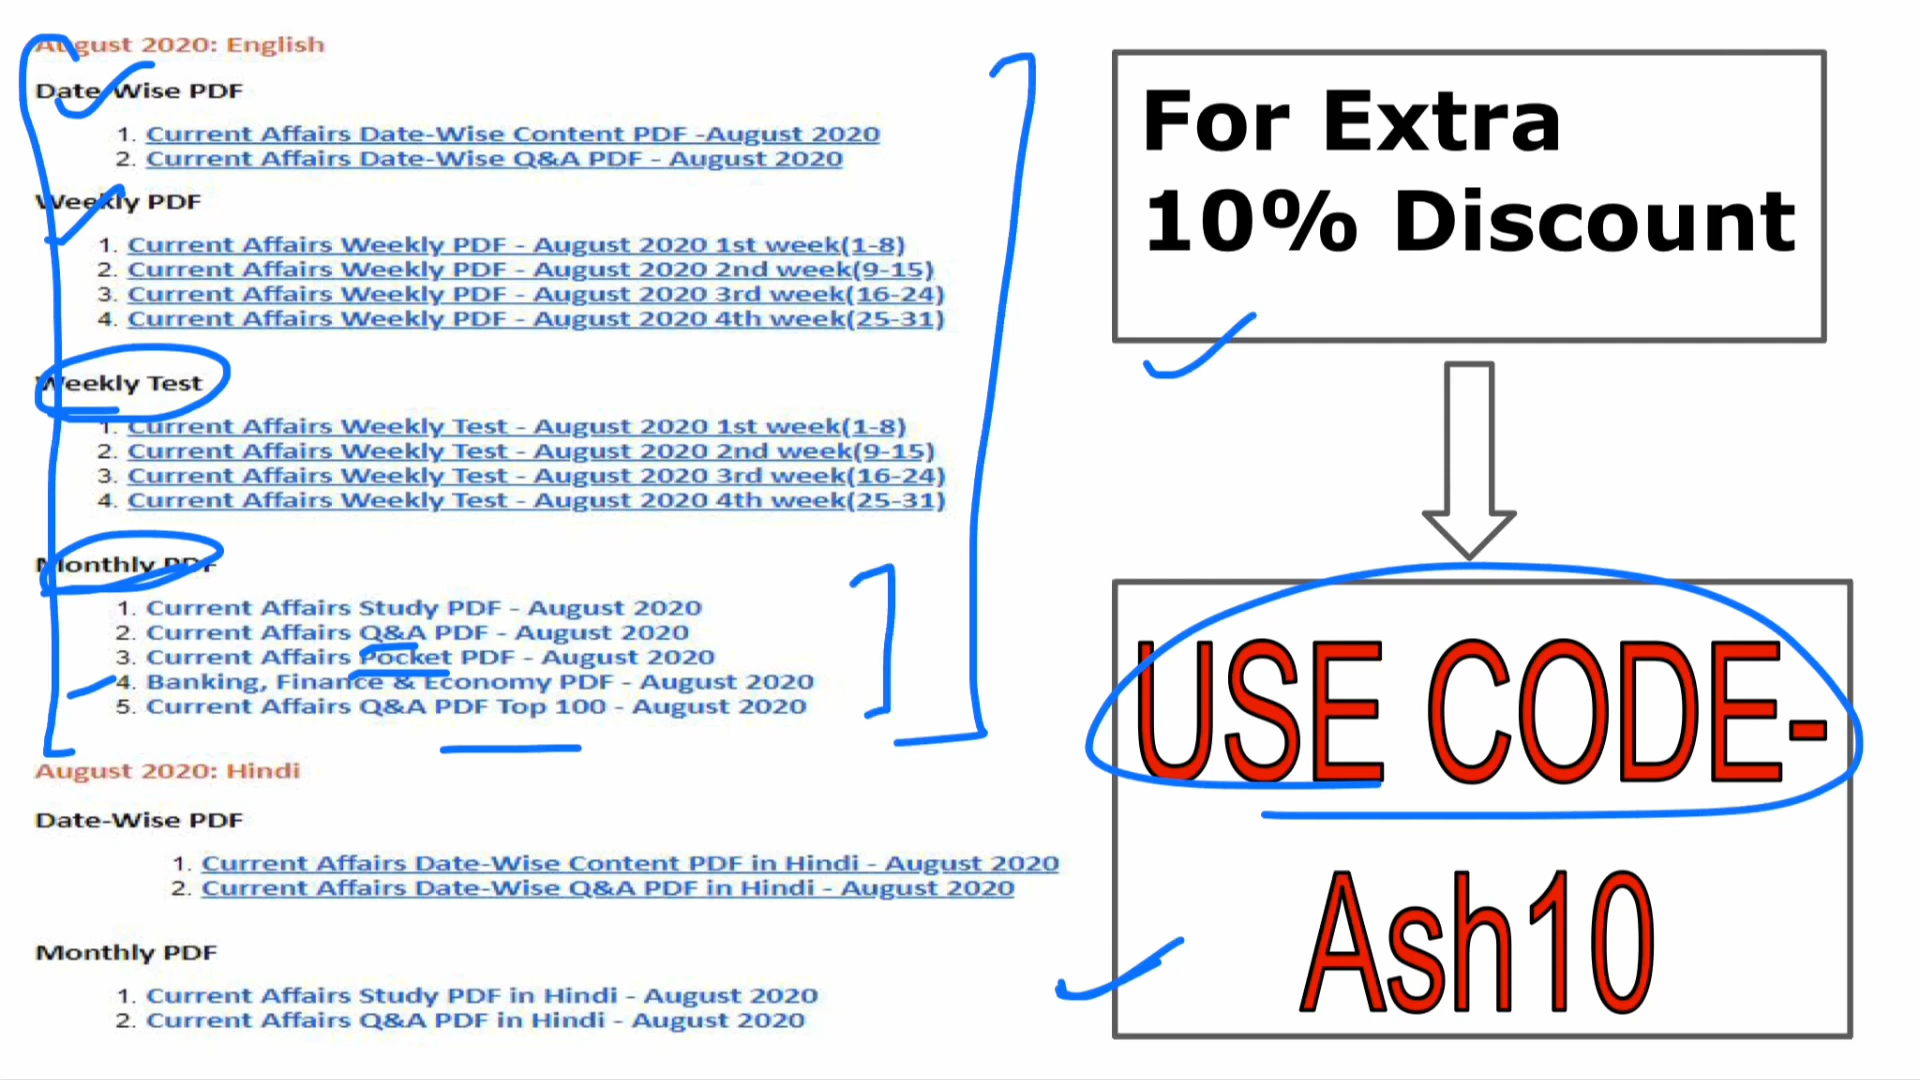 August 2020: English
Date-Wise PDF
1. Current Affairs Date-Wise Content PDF -August 2020
2. Current Affairs Date-Wise Q&A PDF - August 2020
Weekly PDF
1. Current Affairs Weekly PDF - August 2020 1st week(1-8)
2. Current Affairs Weekly PDF - August 2020 2nd week(9-15)
3. Current Affairs Weekly PDF - August 2020 3rd week(16-24)
4. Current Affairs Weekly PDF - August 2020 4th week(25-31)
Weekly Test
1. Current Affairs Weekly Test - August 2020 1st week(1-8)
2. Current Affairs Weekly Test - August 2020 2nd week(9-15)
3. Current Affairs Weekly Test - August 2020 3rd week(16-24)
4. Current Affairs Weekly Test - August 2020 4th week(25-31)
Monthly PDF
1. Current Affairs Study PDF - August 2020
2. Current Affairs Q&A PDF - August 2020
3. Current Affairs Pocket PDF - August 2020
4. Banking, Finance & Economy PDF - August 2020
5. Current Affairs Q&A PDF Top 100 - August 2020
August 2020: Hindi
Date-Wise PDF
1. Current Affairs Date-Wise Content PDF in Hindi - August 2020
2. Current Affairs Date-Wise Q&A PDF in Hindi - August 2020
Monthly PDF
1. Current Affairs Study PDF in Hindi - August 2020
2. Current Affairs Q&A PDF in Hindi - August 2020
For Extra
10% Discount
USE CODE-
Ash10